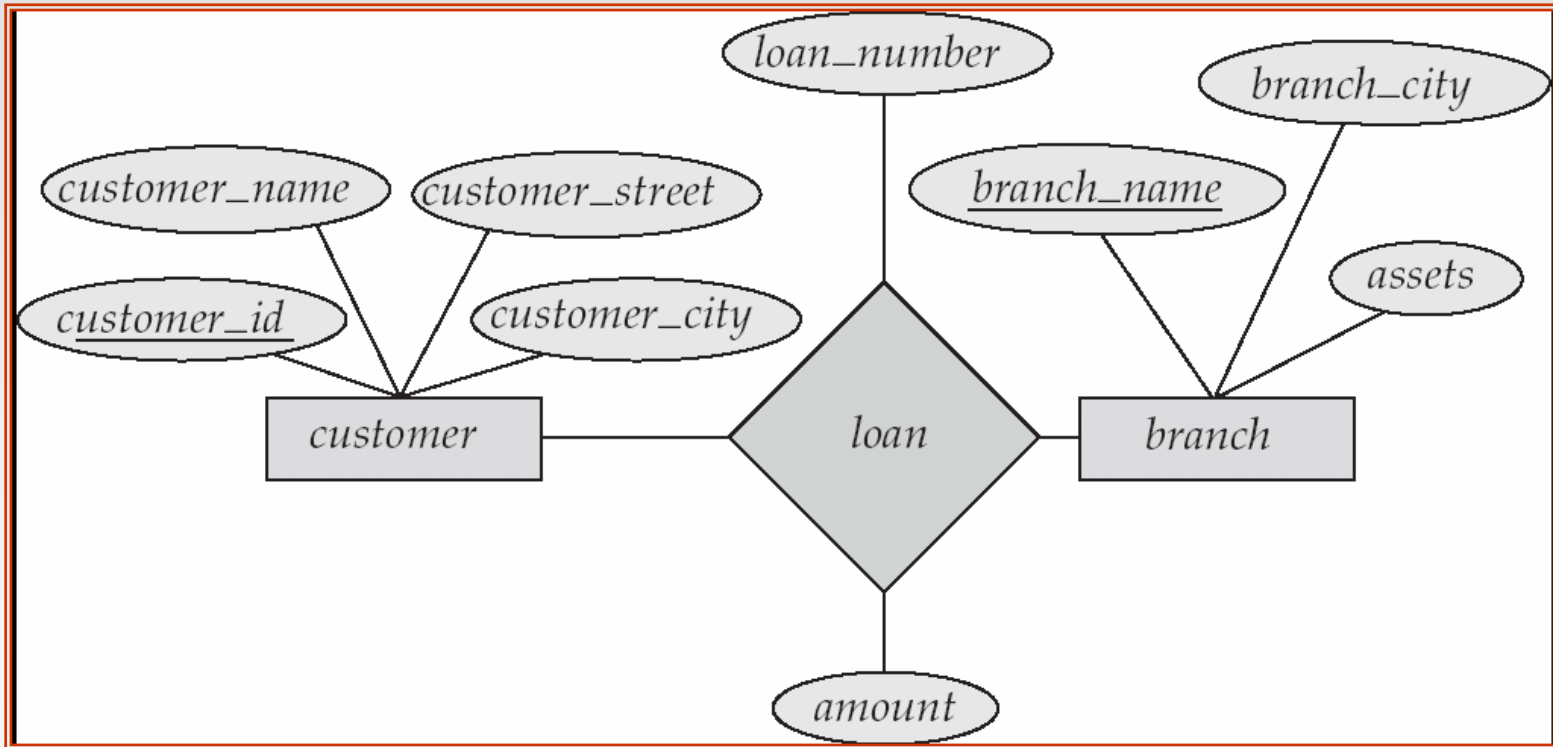 loan_number
branch_city
customer_name
customer_street
branch_name
assets
customer_id
customer_city
customer
loan
branch
amount